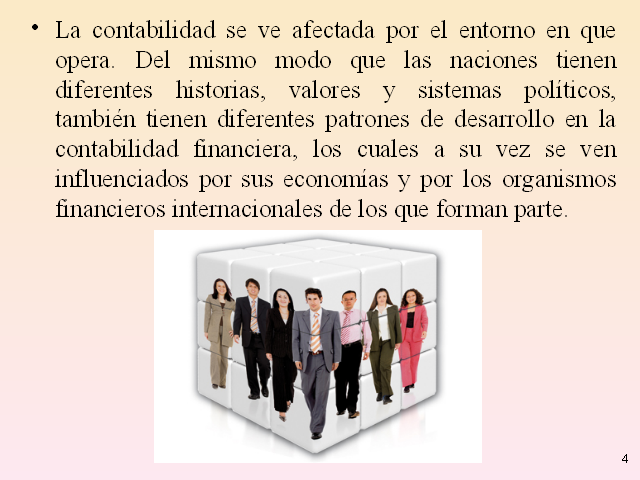 • La contabilidad se ve afectada por el entorno en que
opera. Del mismo modo que las naciones tienen
diferentes historias, valores y sistemas políticos,
también tienen diferentes patrones de desarrollo en la
contabilidad financiera, los cuales a su vez se ven
influenciados por sus economías y por los organismos
financieros internacionales de los que forman parte.
4